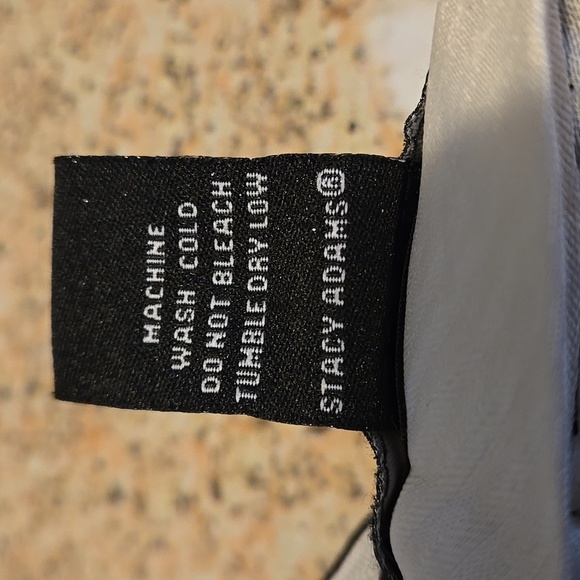 MACHINE
WASH COLD
DO NOT BLEACH
TUMBLE DRY LOW
STACY ADAMS®